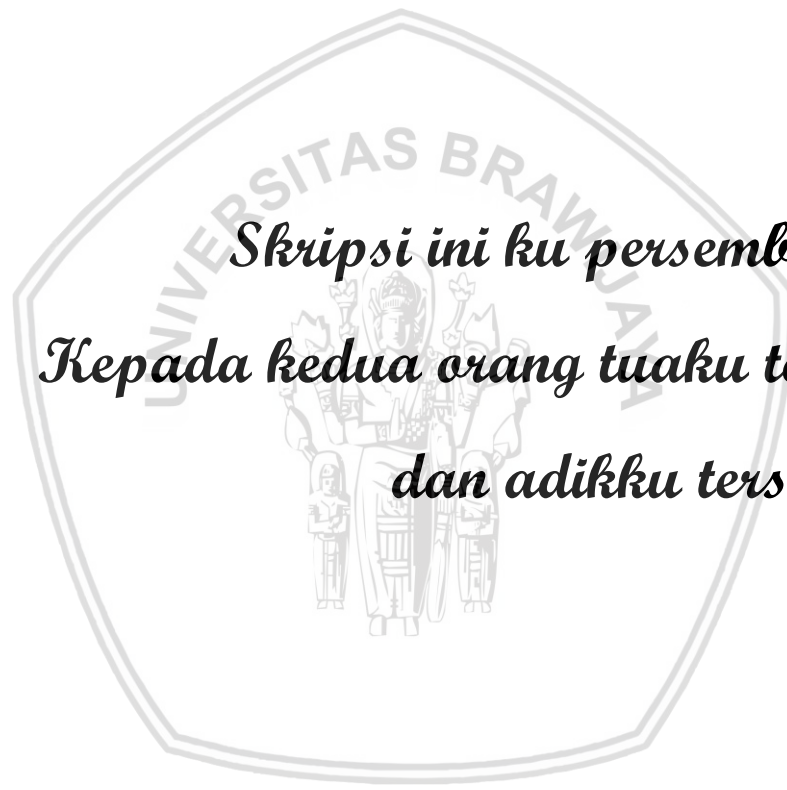 UNIVERSITAS BRAWIJAYA
Skripsi ini ku persemb
Kepada kedua orang tuaku t
dan adikku ters